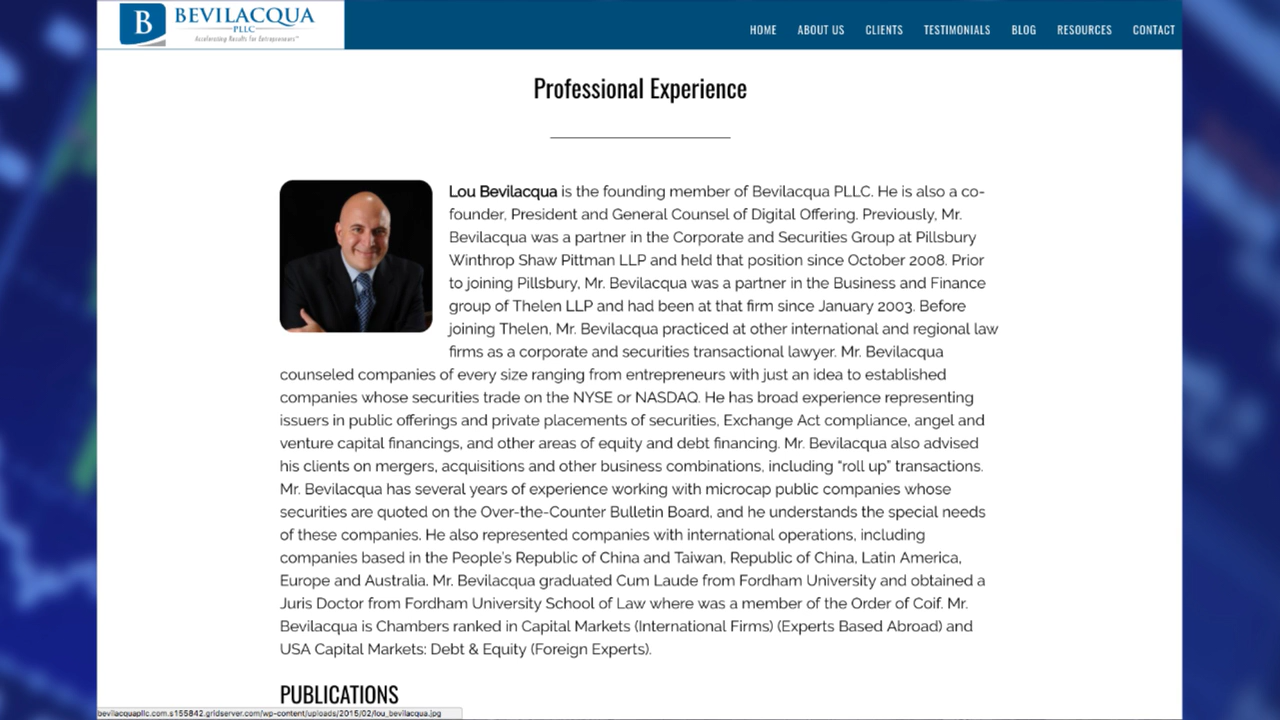 B
BEVILACQUA
PLLC
Accelerating Results for Entrepreneurs™
HOME ABOUT US CLIENTS TESTIMONIALS BLOG RESOURCES CONTACT
Professional Experience
Lou Bevilacqua is the founding member of Bevilacqua PLLC. He is also a co-
founder, President and General Counsel of Digital Offering. Previously, Mr.
Bevilacqua was a partner in the Corporate and Securities Group at Pillsbury
Winthrop Shaw Pittman LLP and held that position since October 2008. Prior
to joining Pillsbury, Mr. Bevilacqua was a partner in the Business and Finance
group of Thelen LLP and had been at that firm since January 2003. Before
joining Thelen, Mr. Bevilacqua practiced at other international and regional law
firms as a corporate and securities transactional lawyer. Mr. Bevilacqua
counseled companies of every size ranging from entrepreneurs with just an idea to established
companies whose securities trade on the NYSE or NASDAQ. He has broad experience representing
issuers in public offerings and private placements of securities, Exchange Act compliance, angel and
venture capital financings, and other areas of equity and debt financing. Mr. Bevilacqua also advised
his clients on mergers, acquisitions and other business combinations, including "roll up" transactions.
Mr. Bevilacqua has several years of experience working with microcap public companies whose
securities are quoted on the Over-the-Counter Bulletin Board, and he understands the special needs
of these companies. He also represented companies with international operations, including
companies based in the People's Republic of China and Taiwan, Republic of China, Latin America,
Europe and Australia. Mr. Bevilacqua graduated Cum Laude from Fordham University and obtained a
Juris Doctor from Fordham University School of Law where was a member of the Order of Coif. Mr.
Bevilacqua is Chambers ranked in Capital Markets (International Firms) (Experts Based Abroad) and
USA Capital Markets: Debt & Equity (Foreign Experts).
PUBLICATIONS
bevilacquapllc.com.s155842.gridserver.com/wp-content/uploads/2015/02/lou_bevilacqua.jpg